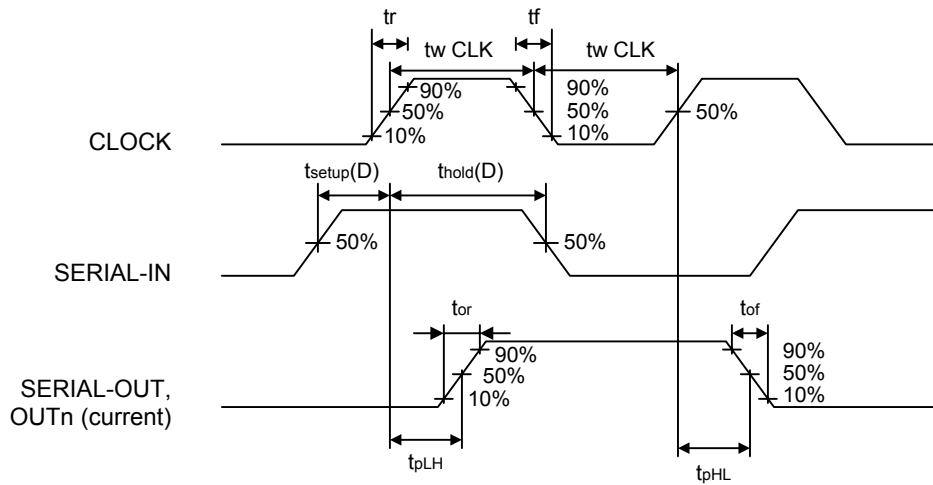 tr
tf
tw CLK
tw CLK
90%
50%
10%
90%
50%
10%
50%
CLOCK
tsetup(D)
thold(D)
50%
50%
SERIAL-IN
tor
tof
90%
50%
10%
90%
50%
10%
SERIAL-OUT,
OUTn (current)
tpLH
tpHL